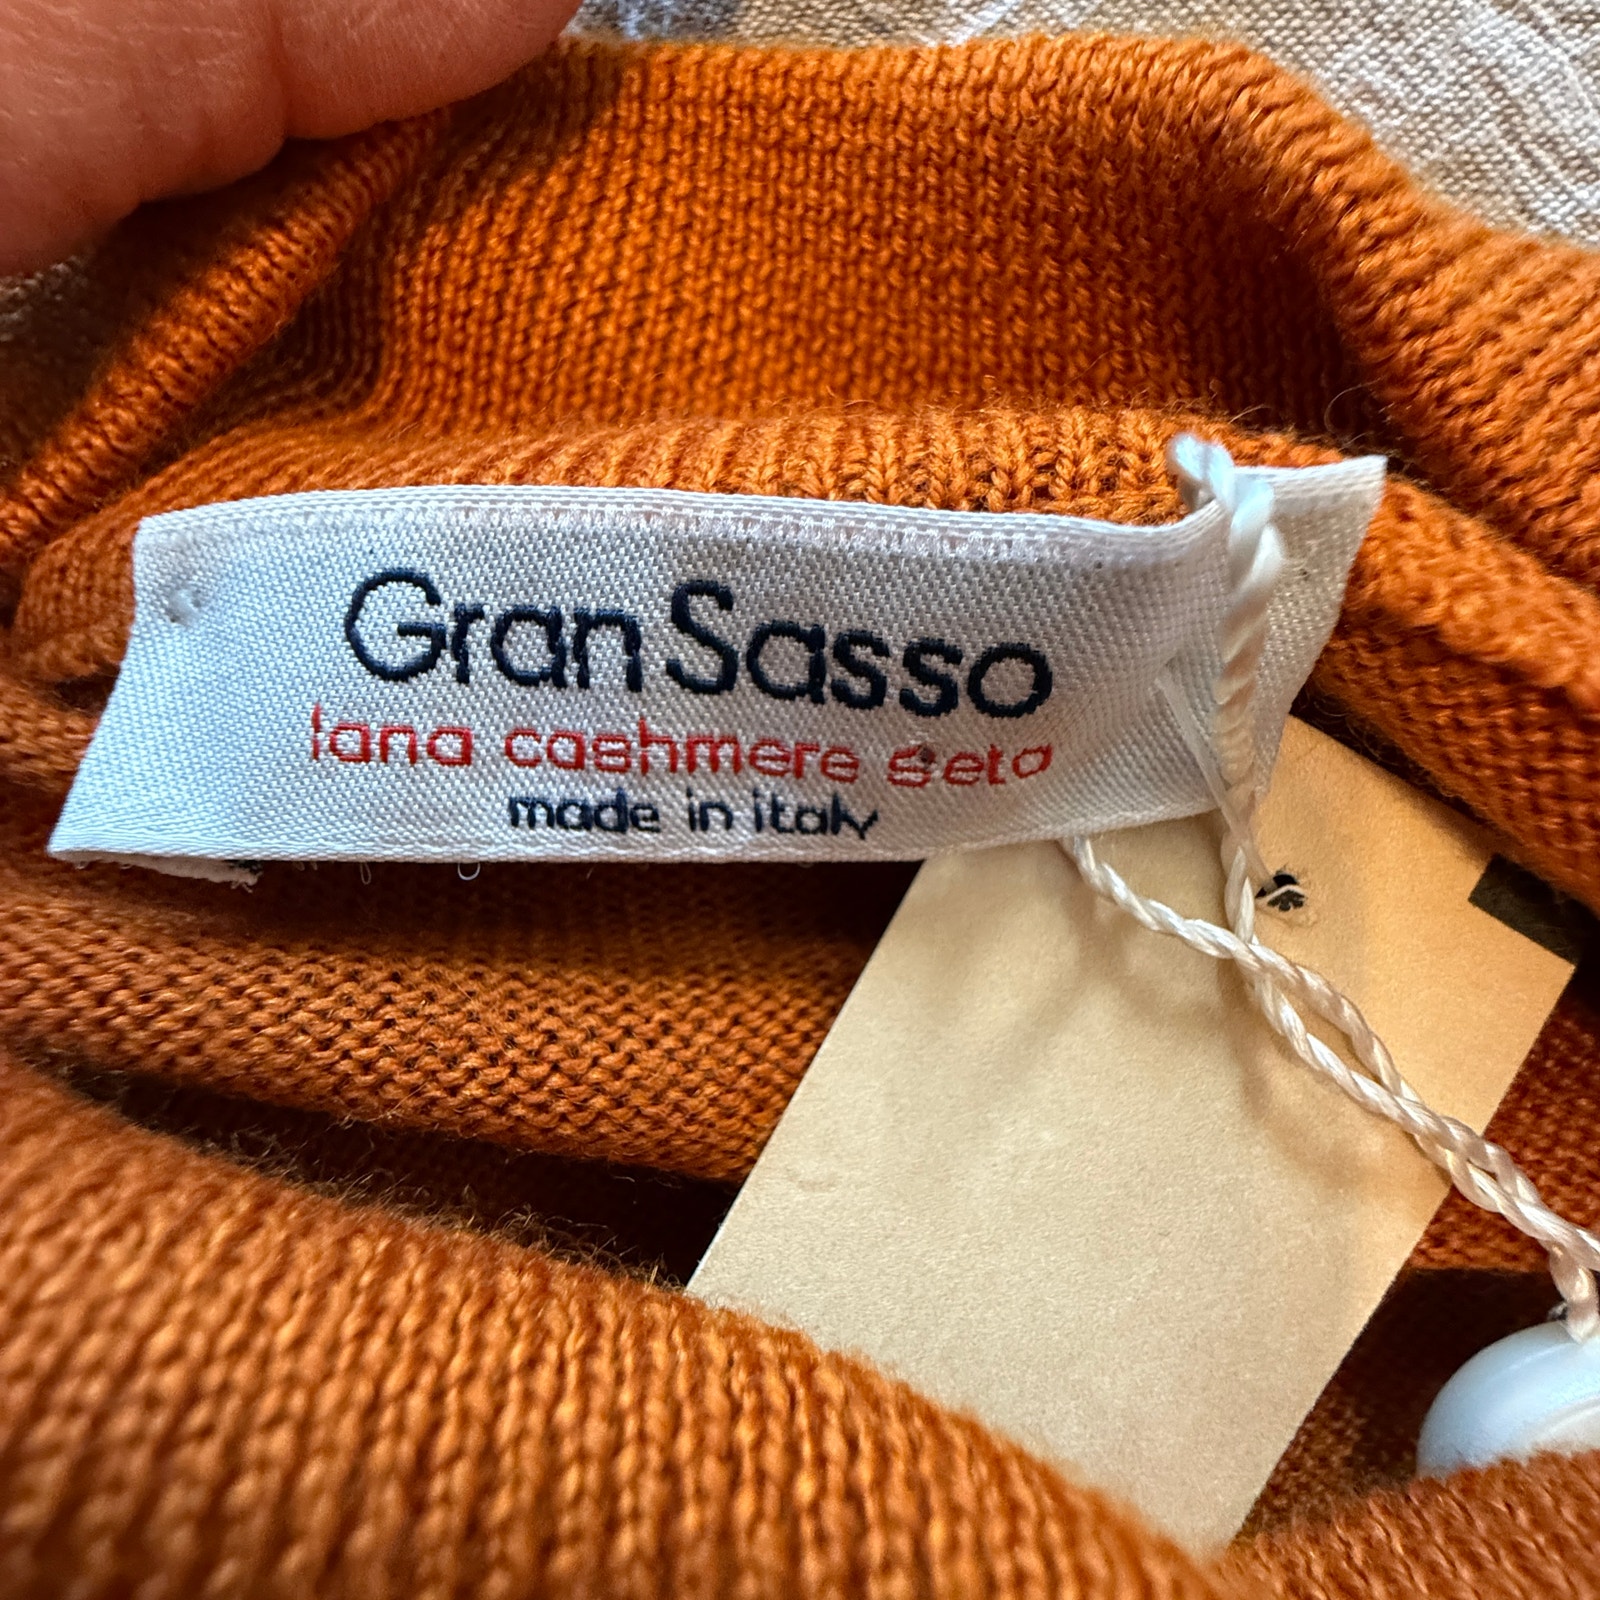 Gran Sasso
lana cashmere seta
made in italy